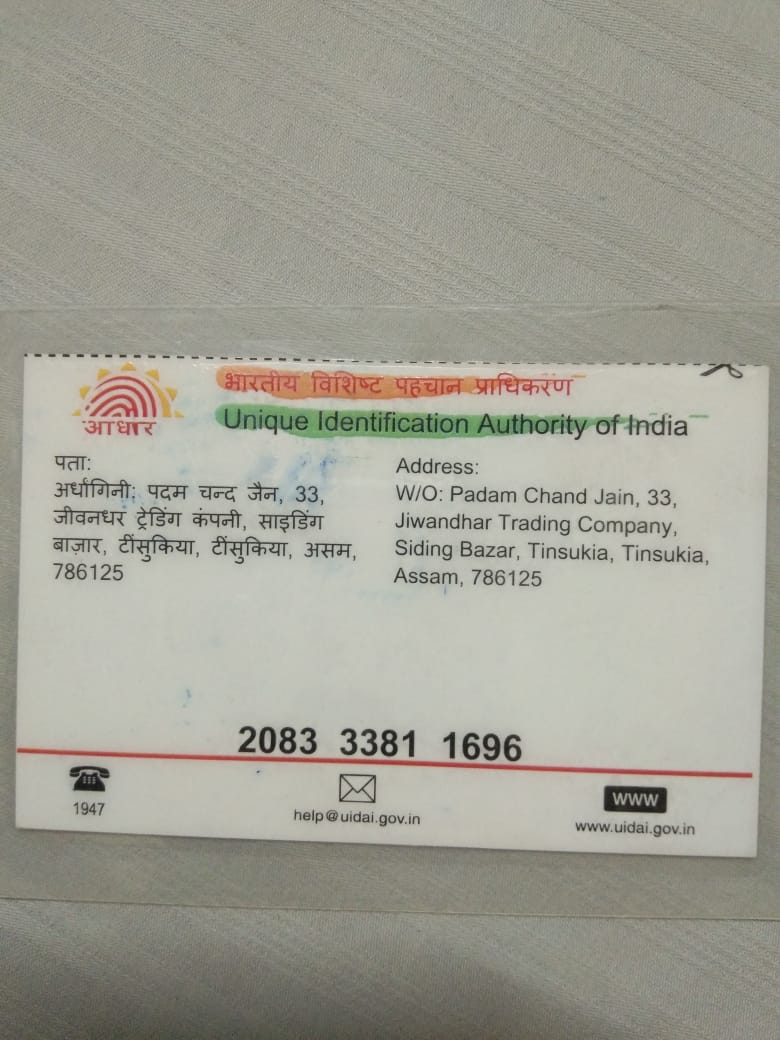 भारतीय विशिष्ट पहचान प्राधिकरण
Unique Identification Authority of India
आधार
पता:
अर्धांगिनी: पदम चन्द जैन, 33,
जीवनधर ट्रेडिंग कंपनी, साइडिंग
बाज़ार, टींसुकिया, टींसुकिया, असम,
786125
Address:
W/O: Padam Chand Jain, 33,
Jiwandhar Trading Company,
Siding Bazar, Tinsukia, Tinsukia,
Assam, 786125
2083 3381 1696
1947
help@uidai.gov.in
WWW
www.uidai.gov.in